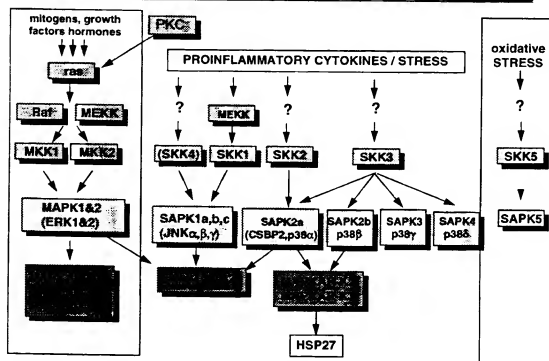 mitogens, growth
factors hormones
PKC
ras
Raf
MEKK
MKK1
MKK2
MAPK1&2
(ERK1&2)
PROINFLAMMATORY CYTOKINES / STRESS
?
MEKK
?
?
(SKK4)
SKK1
SKK2
SKK3
SAPK1a,b,c
(JNKα,β,γ)
SAPK2a
(CSBP2,p38α)
SAPK2b
p38β
SAPK3
p38γ
SAPK4
p38δ
HSP27
oxidative
STRESS
?
SKK5
SAPK5